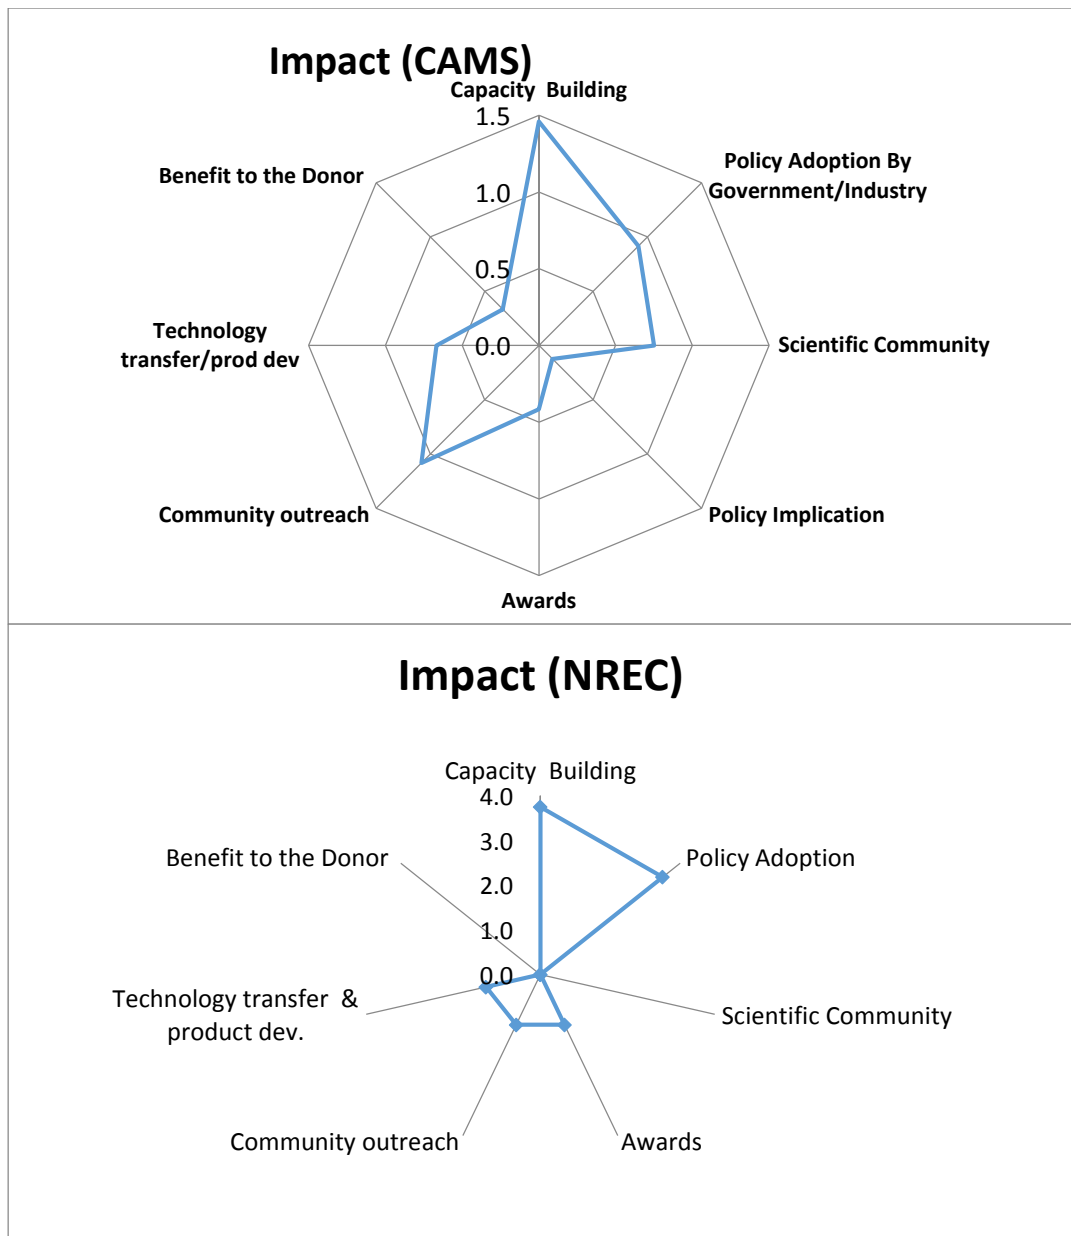 Impact (CAMS)
Capacity  Building
1.5
Policy Adoption By
Government/Industry
Benefit to the Donor
1.0
0.5
Technology
transfer/prod dev
0.0
Scientific Community
Community outreach
Policy Implication
Awards
Impact (NREC)
Capacity  Building
4.0
3.0
Benefit to the Donor
Policy Adoption
2.0
1.0
0.0
Technology transfer  &
product dev.
Scientific Community
Community outreach
Awards